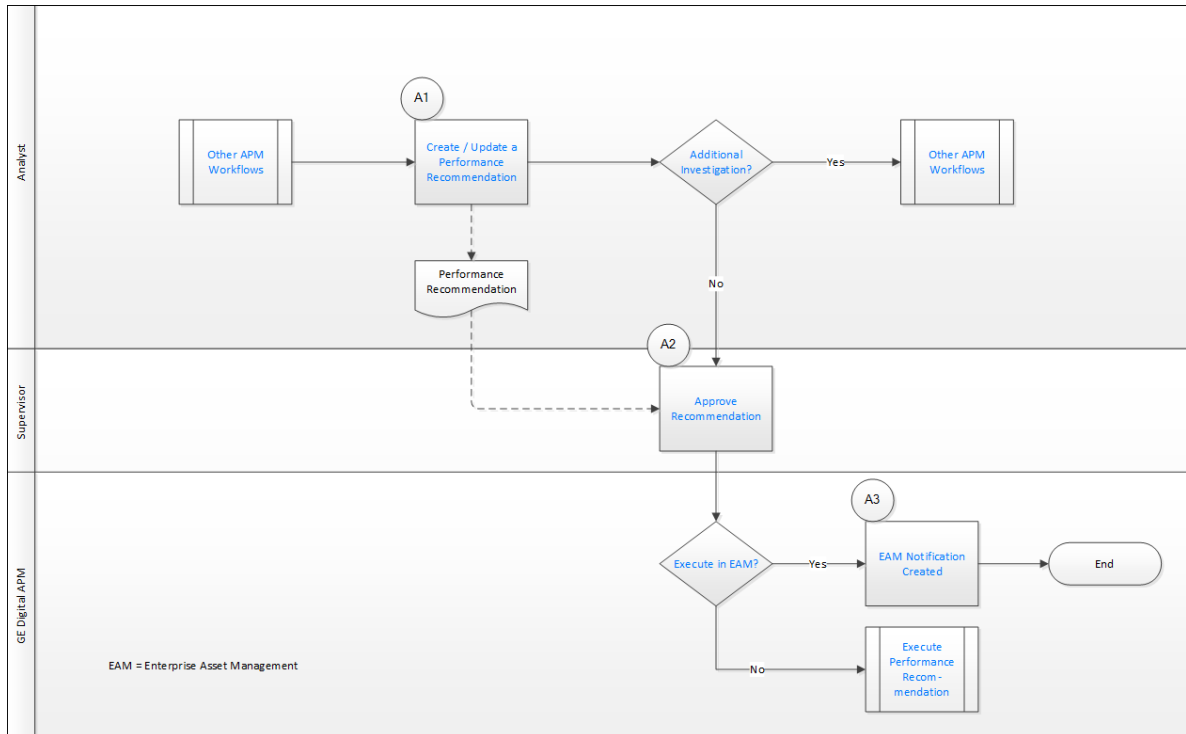 Analyst
A1
Other APM
Workflows
Create / Update a
Performance
Recommendation
Additional
Investigation?
Yes
Other APM
Workflows
Performance
Recommendation
No
Supervisor
A2
Approve
Recommendation
GE Digital APM
A3
Execute in EAM?
Yes
EAM Notification
Created
End
EAM = Enterprise Asset Management
No
Execute
Performance
Recom-
mendation